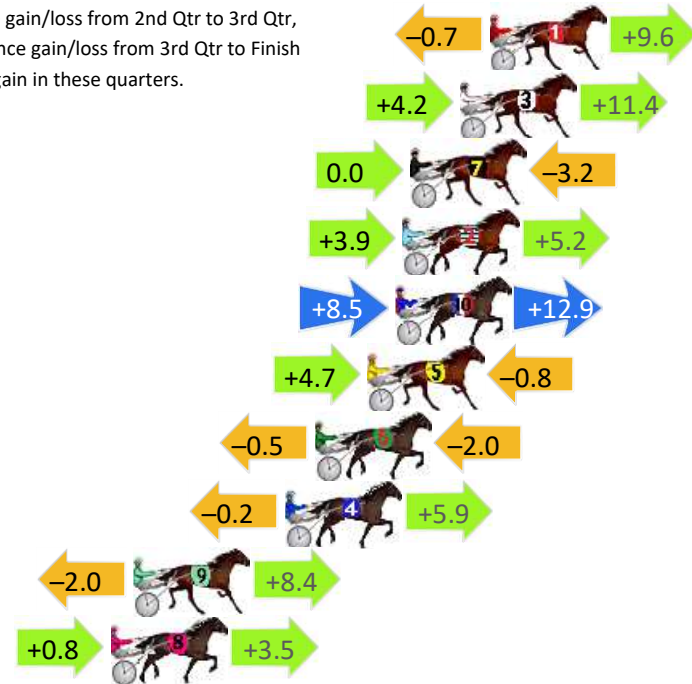 gain/loss from 2nd Qtr to 3rd Qtr,
nce gain/loss from 3rd Qtr to Finish
gain in these quarters.
−0.7 1 +9.6
+4.2 3 +11.4
0.0 7 −3.2
+3.9 2 +5.2
+8.5 10 +12.9
+4.7 5 −0.8
−0.5 6 −2.0
−0.2 4 +5.9
−2.0 9 +8.4
+0.8 8 +3.5